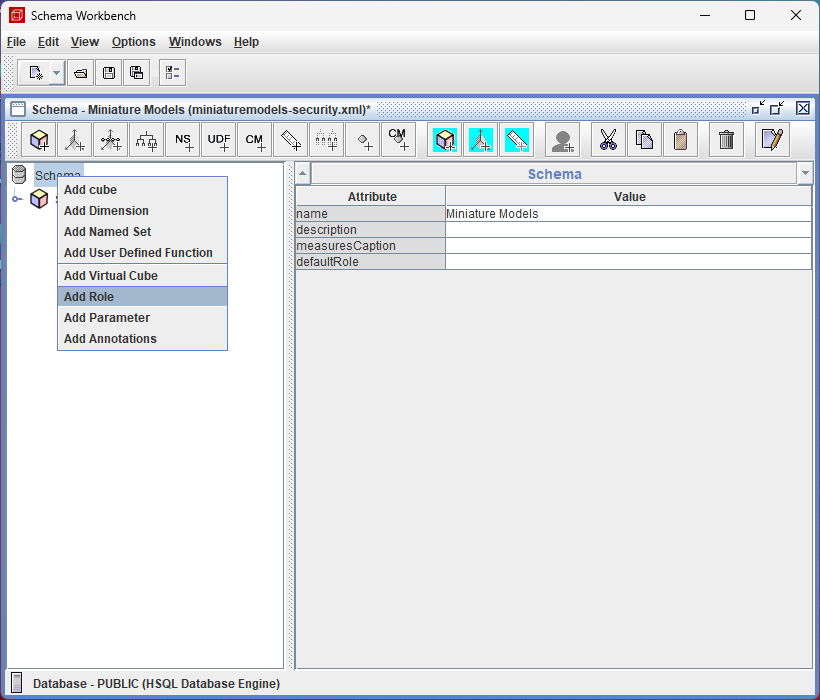 Schema Workbench
File Edit View Options Windows Help
Schema - Miniature Models (miniaturemodels-security.xml)*
NS UDF CM CM
Schema
Add cube
Add Dimension
Add Named Set
Add User Defined Function
Add Virtual Cube
Add Role
Add Parameter
Add Annotations
Schema
Attribute Value
name Miniature Models
description
measuresCaption
defaultRole
Database - PUBLIC (HSQL Database Engine)